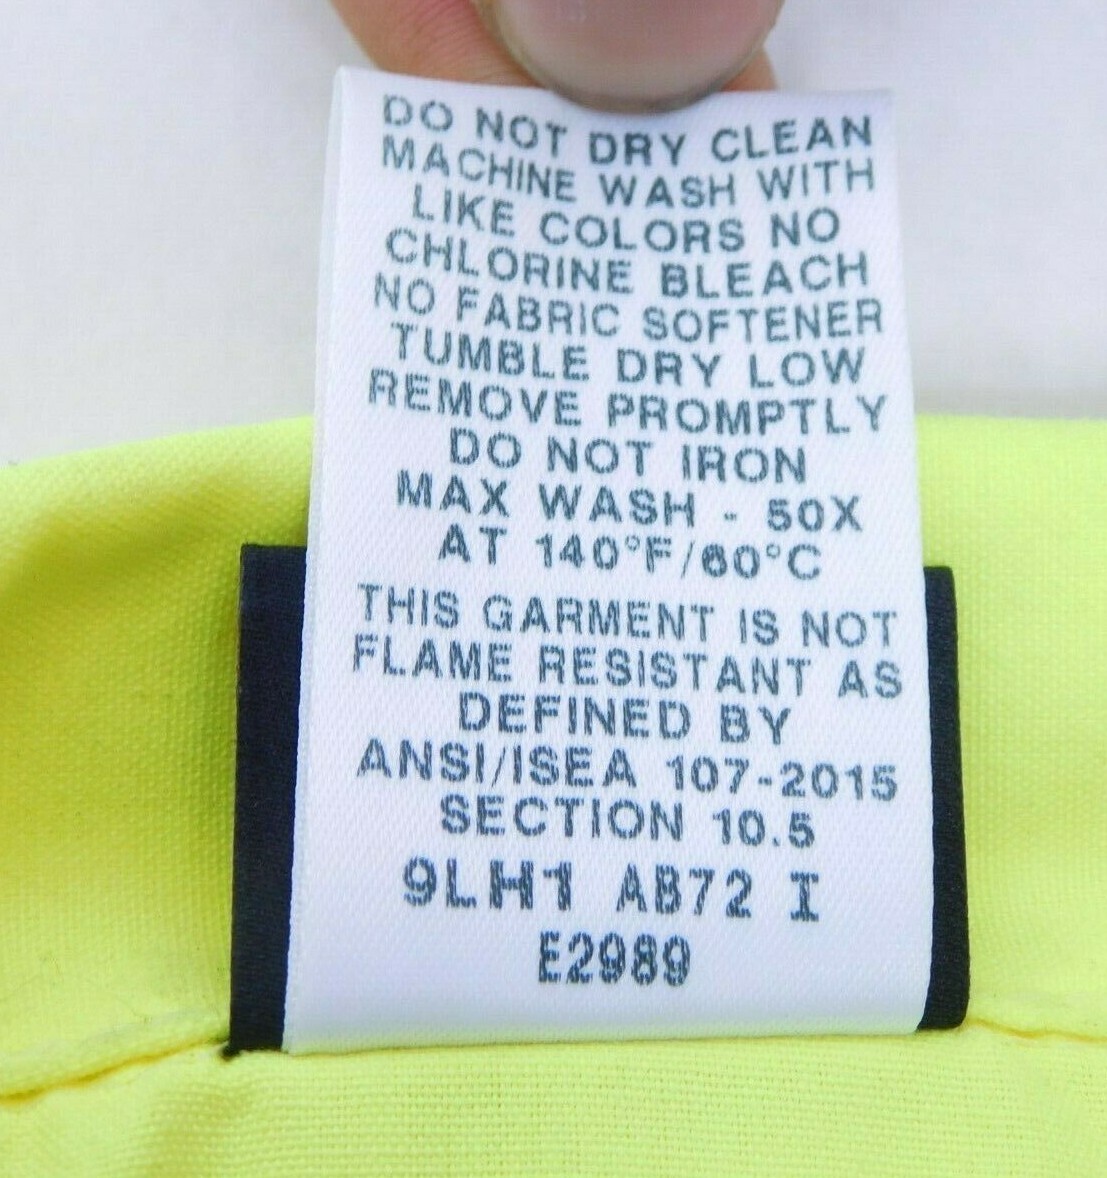 DO NOT DRY CLEAN
MACHINE WASH WITH
LIKE COLORS NO
CHLORINE BLEACH
NO FABRIC SOFTENER
TUMBLE DRY LOW
REMOVE PROMPTLY
DO NOT IRON
MAX WASH - 50X
AT 140°F/60°C
THIS GARMENT IS NOT
FLAME RESISTANT AS
DEFINED BY
ANSI/ISEA 107-2015
SECTION 10.5
9LH1 AB72 I
E2989